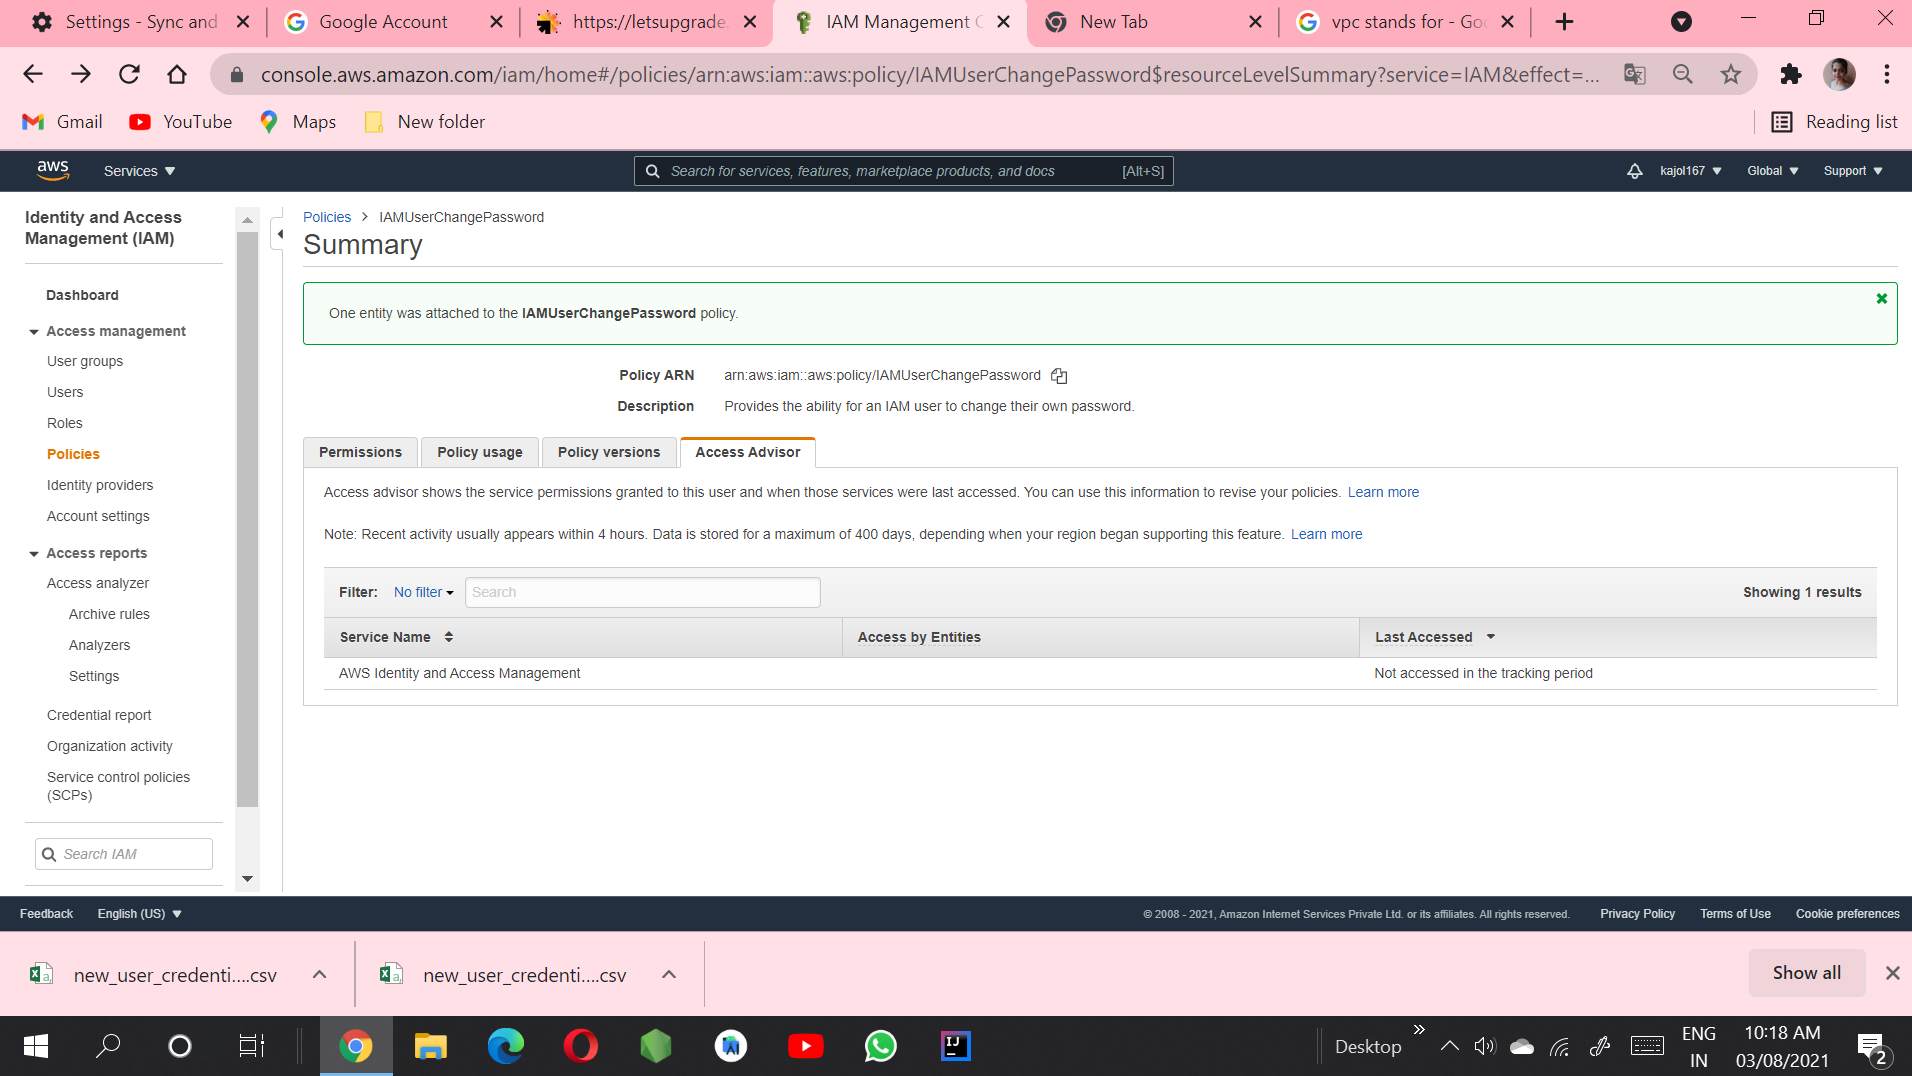 Settings - Sync and
Google Account
https://letsupgrade.
IAM Management C
New Tab
vpc stands for - Goo
console.aws.amazon.com/iam/home#/policies/arn:aws:iam::aws:policy/IAMUserChangePassword$resourceLevelSummary?service=IAM&effect=...
Gmail
YouTube
Maps
New folder
Reading list
aws
Services
Search for services, features, marketplace products, and docs
[Alt+S]
kajol167
Global
Support
Identity and Access
Management (IAM)
Dashboard
Access management
User groups
Users
Roles
Policies
Identity providers
Account settings
Access reports
Access analyzer
Archive rules
Analyzers
Settings
Credential report
Organization activity
Service control policies
(SCPs)
Search IAM
Policies > IAMUserChangePassword
Summary
One entity was attached to the IAMUserChangePassword policy.
Policy ARN arn:aws:iam::aws:policy/IAMUserChangePassword
Description Provides the ability for an IAM user to change their own password.
Permissions
Policy usage
Policy versions
Access Advisor
Access advisor shows the service permissions granted to this user and when those services were last accessed. You can use this information to revise your policies. Learn more
Note: Recent activity usually appears within 4 hours. Data is stored for a maximum of 400 days, depending when your region began supporting this feature. Learn more
Filter: No filter Search
Showing 1 results
Service Name
Access by Entities
Last Accessed
AWS Identity and Access Management
Not accessed in the tracking period
Feedback
English (US)
© 2008 - 2021, Amazon Internet Services Private Ltd. or its affiliates. All rights reserved.
Privacy Policy
Terms of Use
Cookie preferences
new_user_credenti....csv
new_user_credenti....csv
Show all
Desktop
ENG
IN
10:18 AM
03/08/2021
2